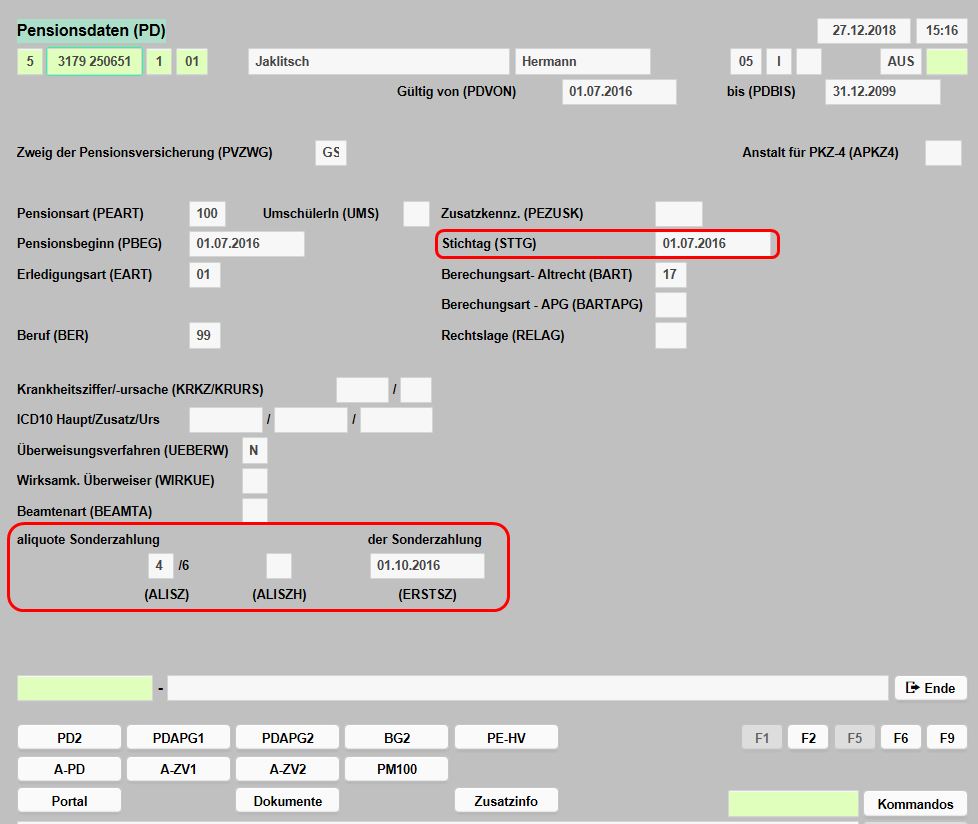 Pensionsdaten (PD) 27.12.2018 15:16
5 3179 250651 1 01 Jaklitsch Hermann 05 I AUS
Gültig von (PDVON) 01.07.2016 bis (PDBIS) 31.12.2099
Zweig der Pensionsversicherung (PVZWG) GS Anstalt für PKZ-4 (APKZ4)
Pensionsart (PEART) 100 UmschülerIn (UMS) Zusatzkennz. (PEZUSK)
Pensionsbeginn (PBEG) 01.07.2016 Stichtag (STTG) 01.07.2016
Erledigungsart (EART) 01 Berechungsart- Altrecht (BART) 17
Berechungsart - APG (BARTAPG)
Beruf (BER) 99 Rechtslage (RELAG)
Krankheitsziffer/-ursache (KRKZ/KRURS) /
ICD10 Haupt/Zusatz/Urs / /
Überweisungsverfahren (UEBERW) N
Wirksamk. Überweiser (WIRKUE)
Beamtenart (BEAMTA)
aliquote Sonderzahlung der Sonderzahlung
4 /6 01.10.2016
(ALISZ) (ALISZH) (ERSTSZ)
- Ende
PD2 PDAPG1 PDAPG2 BG2 PE-HV F1 F2 F5 F6 F9
A-PD A-ZV1 A-ZV2 PM100
Portal Dokumente Zusatzinfo Kommandos